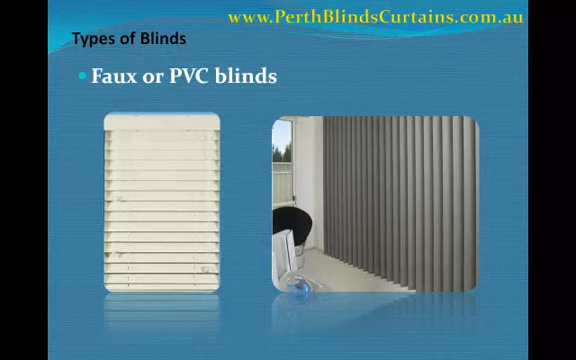 www.PerthBlindsCurtains.com.au
Types of Blinds
Faux or PVC blinds